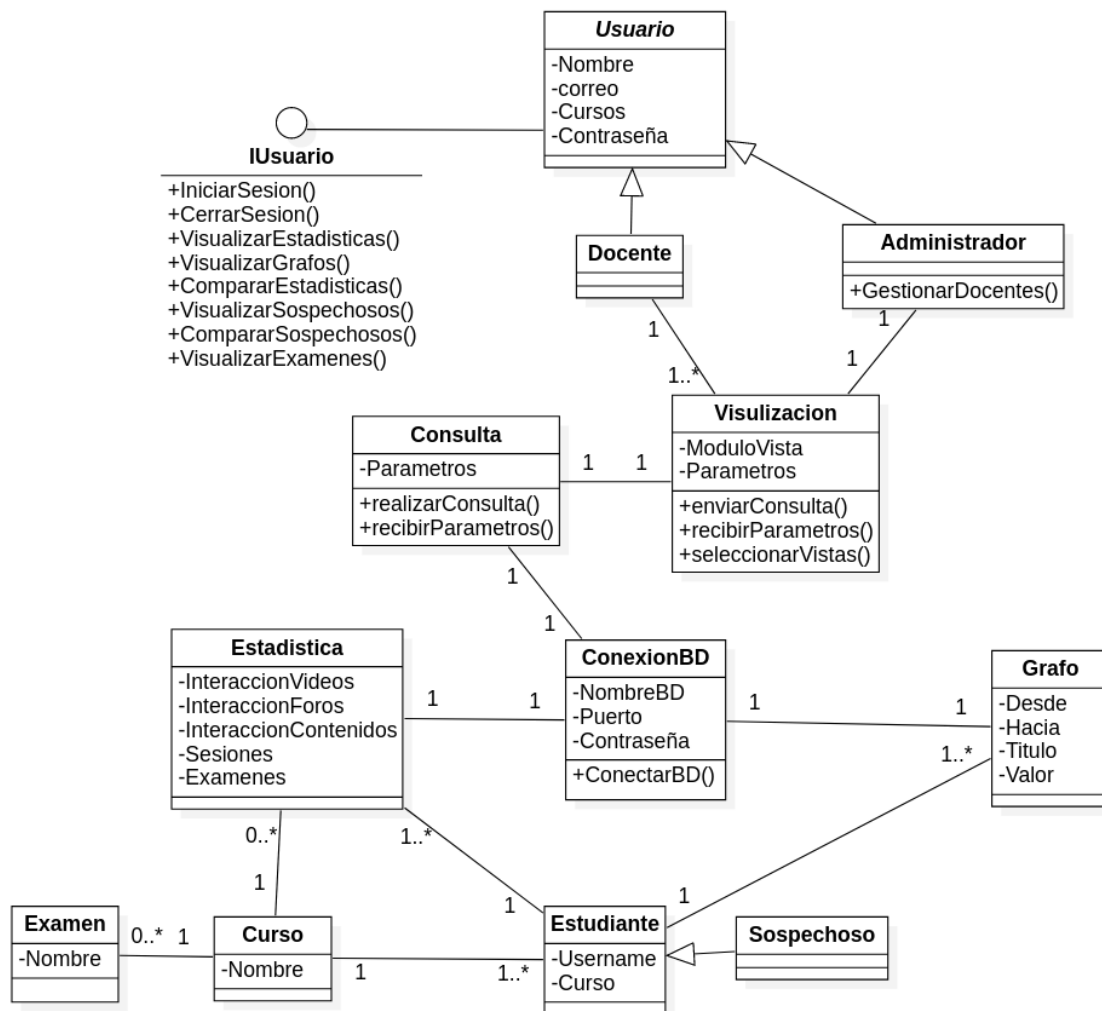 Usuario
-Nombre
-correo
-Cursos
-Contraseña
IUsuario
+IniciarSesion()
+CerrarSesion()
+VisualizarEstadisticas()
+VisualizarGrafos()
+CompararEstadisticas()
+VisualizarSospechosos()
+CompararSospechosos()
+VisualizarExamenes()
Docente
Administrador
+GestionarDocentes()
1
1..*
1
1
Visulizacion
-ModuloVista
-Parametros
+enviarConsulta()
+recibirParametros()
+seleccionarVistas()
Consulta
-Parametros
+realizarConsulta()
+recibirParametros()
1
1
1
1
Estadistica
-InteraccionVideos
-InteraccionForos
-InteraccionContenidos
-Sesiones
-Examenes
1
1
ConexionBD
-NombreBD
-Puerto
-Contraseña
+ConectarBD()
1
1
Grafo
-Desde
-Hacia
-Titulo
-Valor
1..*
1
0..*
1
1..*
1
Examen
-Nombre
0..*
1
Curso
-Nombre
1
1..*
Estudiante
-Username
-Curso
Sospechoso